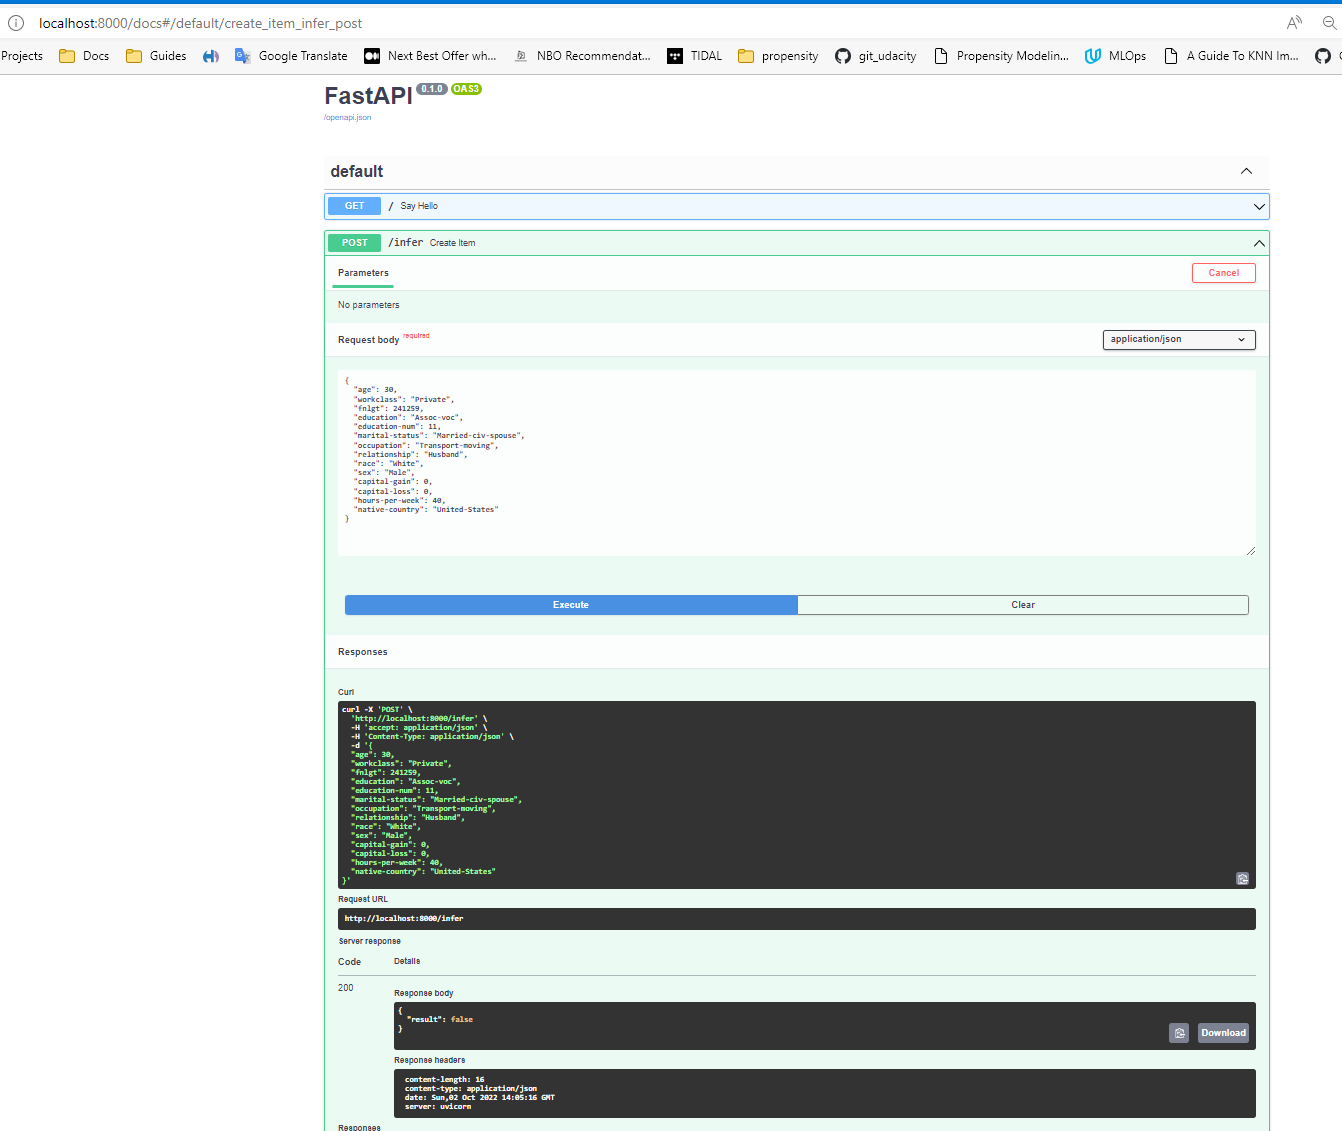 localhost:8000/docs#/default/create_item_infer_post
Projects Docs Guides Google Translate Next Best Offer wh... NBO Recommendat... TIDAL propensity git_udacity Propensity Modelin... MLOps A Guide To KNN Im...
FastAPI 0.1.0 OAS3
/openapi.json
default
GET / Say Hello
POST /infer Create Item
Parameters Cancel
No parameters
Request body required application/json
{
"age": 30,
"workclass": "Private",
"fnlgt": 241259,
"education": "Assoc-voc",
"education-num": 11,
"marital-status": "Married-civ-spouse",
"occupation": "Transport-moving",
"relationship": "Husband",
"race": "White",
"sex": "Male",
"capital-gain": 0,
"capital-loss": 0,
"hours-per-week": 40,
"native-country": "United-States"
}
Execute Clear
Responses
Curl
curl -X 'POST' \
'http://localhost:8000/infer' \
-H 'accept: application/json' \
-H 'Content-Type: application/json' \
-d '{
"age": 30,
"workclass": "Private",
"fnlgt": 241259,
"education": "Assoc-voc",
"education-num": 11,
"marital-status": "Married-civ-spouse",
"occupation": "Transport-moving",
"relationship": "Husband",
"race": "White",
"sex": "Male",
"capital-gain": 0,
"capital-loss": 0,
"hours-per-week": 40,
"native-country": "United-States"
}'
Request URL
http://localhost:8000/infer
Server response
Code Details
200
Response body
{
"result": false
}
Download
Response headers
content-length: 16
content-type: application/json
date: Sun,02 Oct 2022 14:05:16 GMT
server: uvicorn
Responses